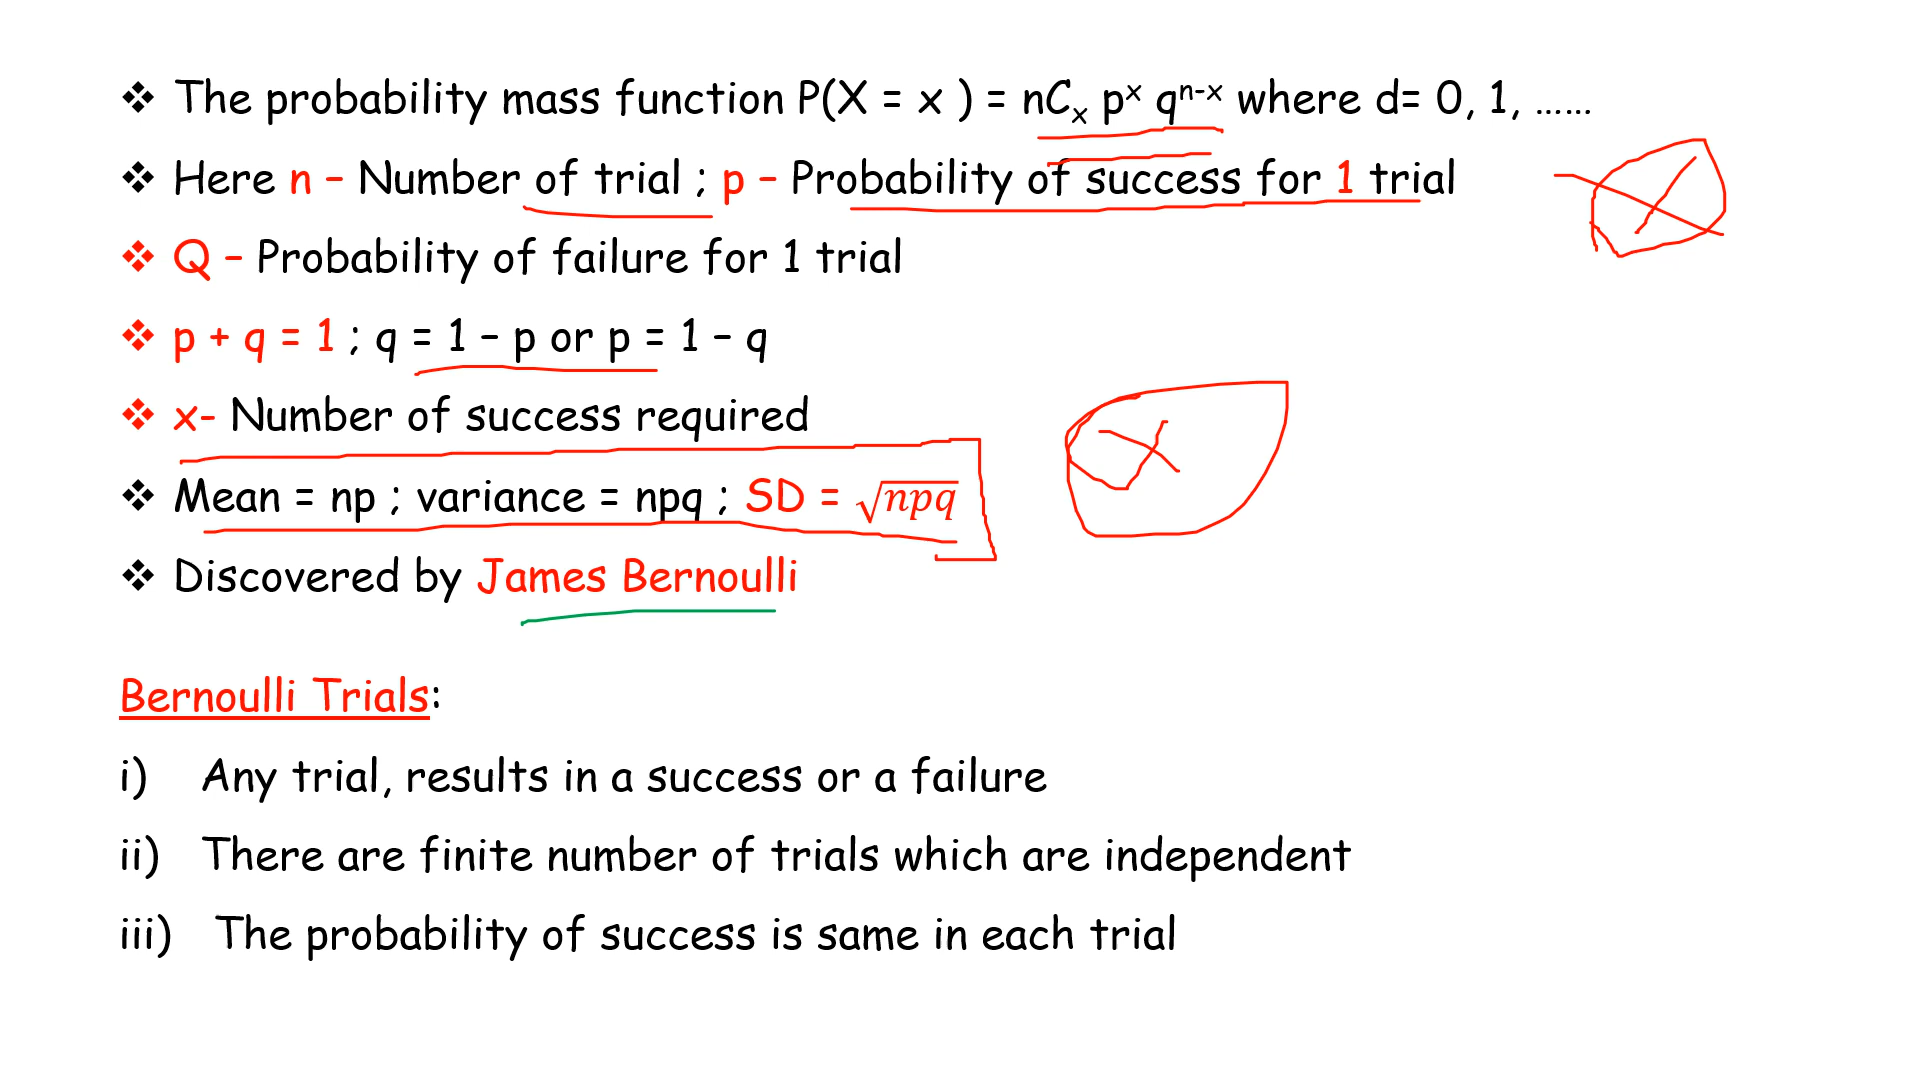 ❖ The probability mass function P(X = x ) = nCₓ pˣ qⁿ⁻ˣ where d= 0, 1, ……
❖ Here n – Number of trial ; p – Probability of success for 1 trial
❖ Q – Probability of failure for 1 trial
❖ p + q = 1 ; q = 1 – p or p = 1 – q
❖ x- Number of success required
❖ Mean = np ; variance = npq ; SD = √npq
❖ Discovered by James Bernoulli
Bernoulli Trials:
i) Any trial, results in a success or a failure
ii) There are finite number of trials which are independent
iii) The probability of success is same in each trial